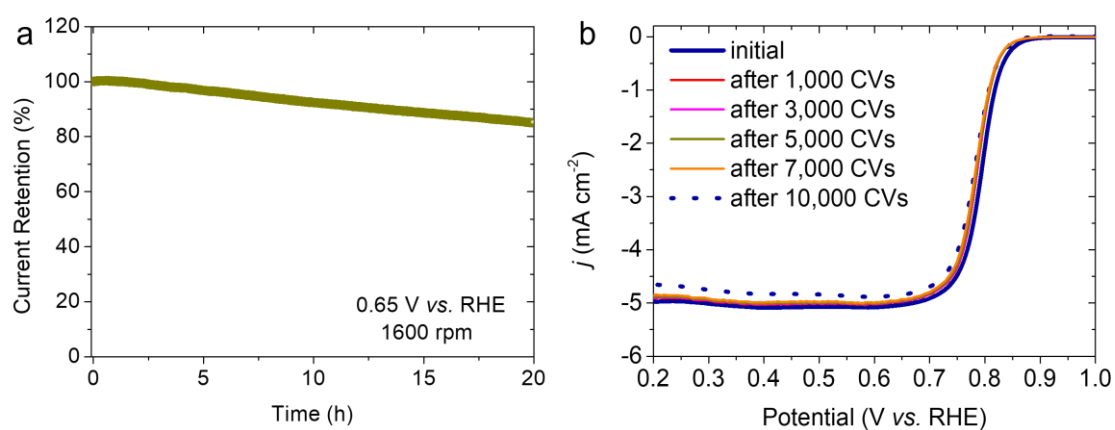 a
120
100
80
60
40
20
0
Current Retention (%)
0.65 V vs. RHE
1600 rpm
0 5 10 15 20
Time (h)
b
0
-1
-2
-3
-4
-5
-6
j (mA cm-2)
initial
after 1,000 CVs
after 3,000 CVs
after 5,000 CVs
after 7,000 CVs
after 10,000 CVs
0.2 0.3 0.4 0.5 0.6 0.7 0.8 0.9 1.0
Potential (V vs. RHE)